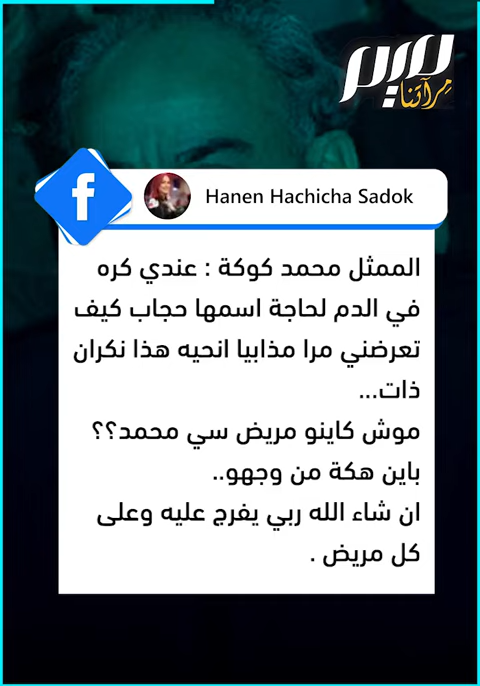 مرآتنا
f
Hanen Hachicha Sadok
الممثل محمد كوكة : عندي كره
في الدم لحاجة اسمها حجاب كيف
تعرضني مرا مذابيا انحيه هذا نكران
ذات...
موش كاينو مريض سي محمد؟؟
باين هكة من وجهو..
ان شاء الله ربي يفرج عليه وعلى
كل مريض .